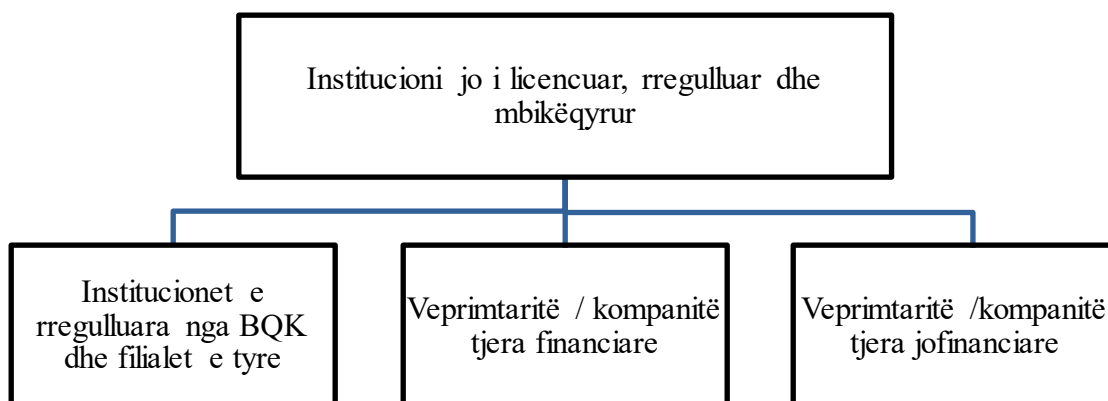 Institucioni jo i licencuar, rregulluar dhe
mbikëqyrur
Institucionet e
rregulluara nga BQK
dhe filialet e tyre
Veprimtaritë / kompanitë
tjera financiare
Veprimtaritë /kompanitë
tjera jofinanciare